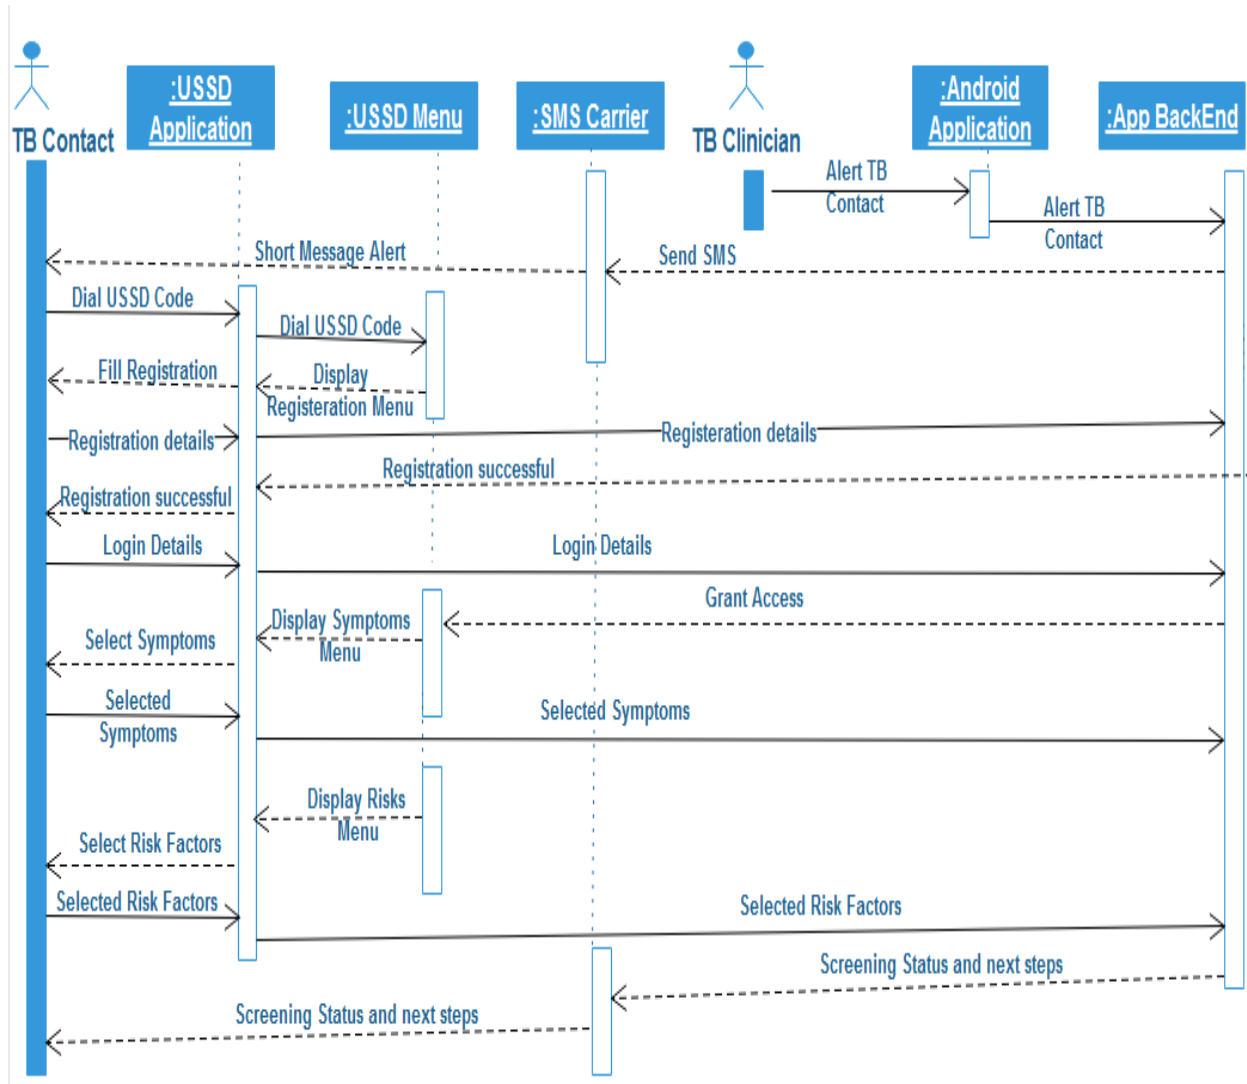 :USSD
Application
:USSD Menu
:SMS Carrier
:Android
Application
:App BackEnd
TB Contact
TB Clinician
Alert TB
Contact
Alert TB
Contact
Short Message Alert
Send SMS
Dial USSD Code
Dial USSD Code
Fill Registration
Display
Registeration Menu
Registration details
Registeration details
Registration successful
Registration successful
Login Details
Login Details
Grant Access
Display Symptoms
Menu
Select Symptoms
Selected
Symptoms
Selected Symptoms
Display Risks
Menu
Select Risk Factors
Selected Risk Factors
Selected Risk Factors
Screening Status and next steps
Screening Status and next steps